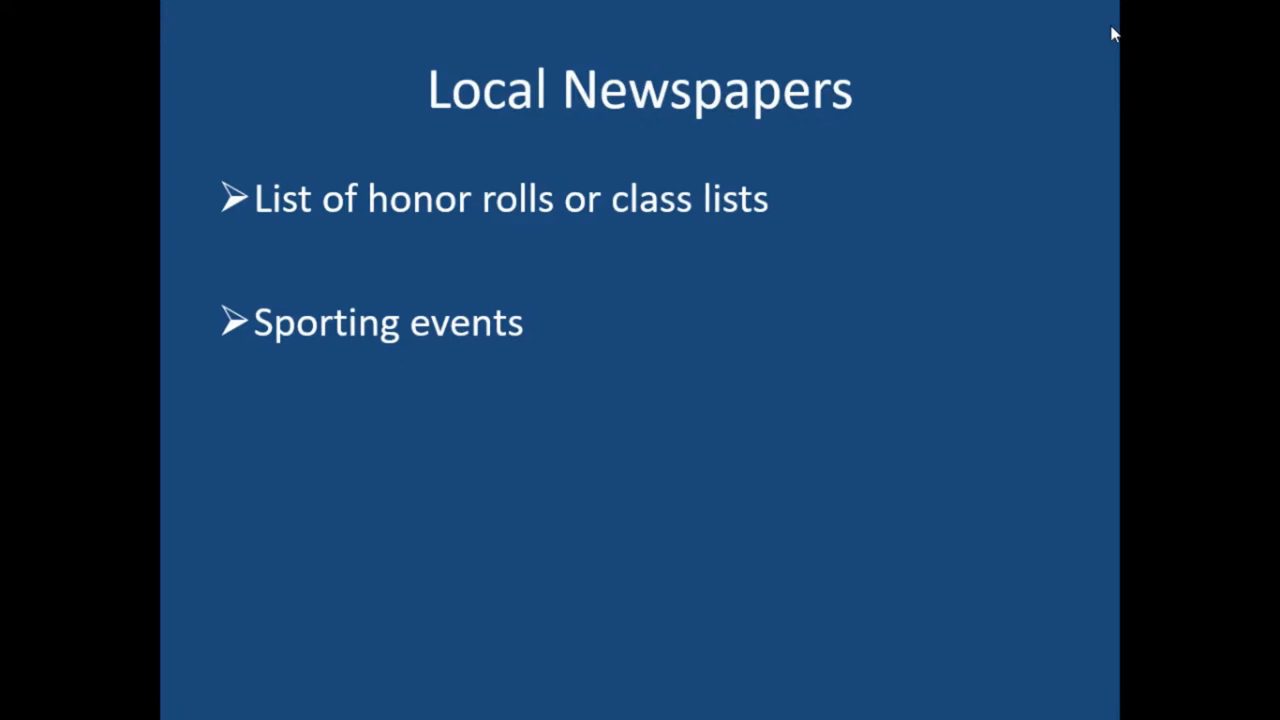 Local Newspapers
➢List of honor rolls or class lists
➢Sporting events